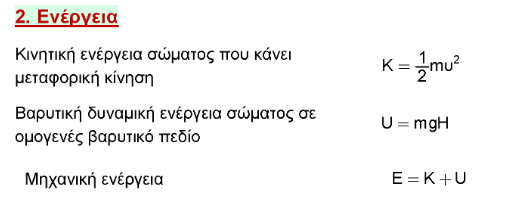 2. Ενέργεια
Κινητική ενέργεια σώματος που κάνει
μεταφορική κίνηση
K = 1/2 mυ²
Βαρυτική δυναμική ενέργεια σώματος σε
ομογενές βαρυτικό πεδίο
U = mgH
Μηχανική ενέργεια
E = K + U